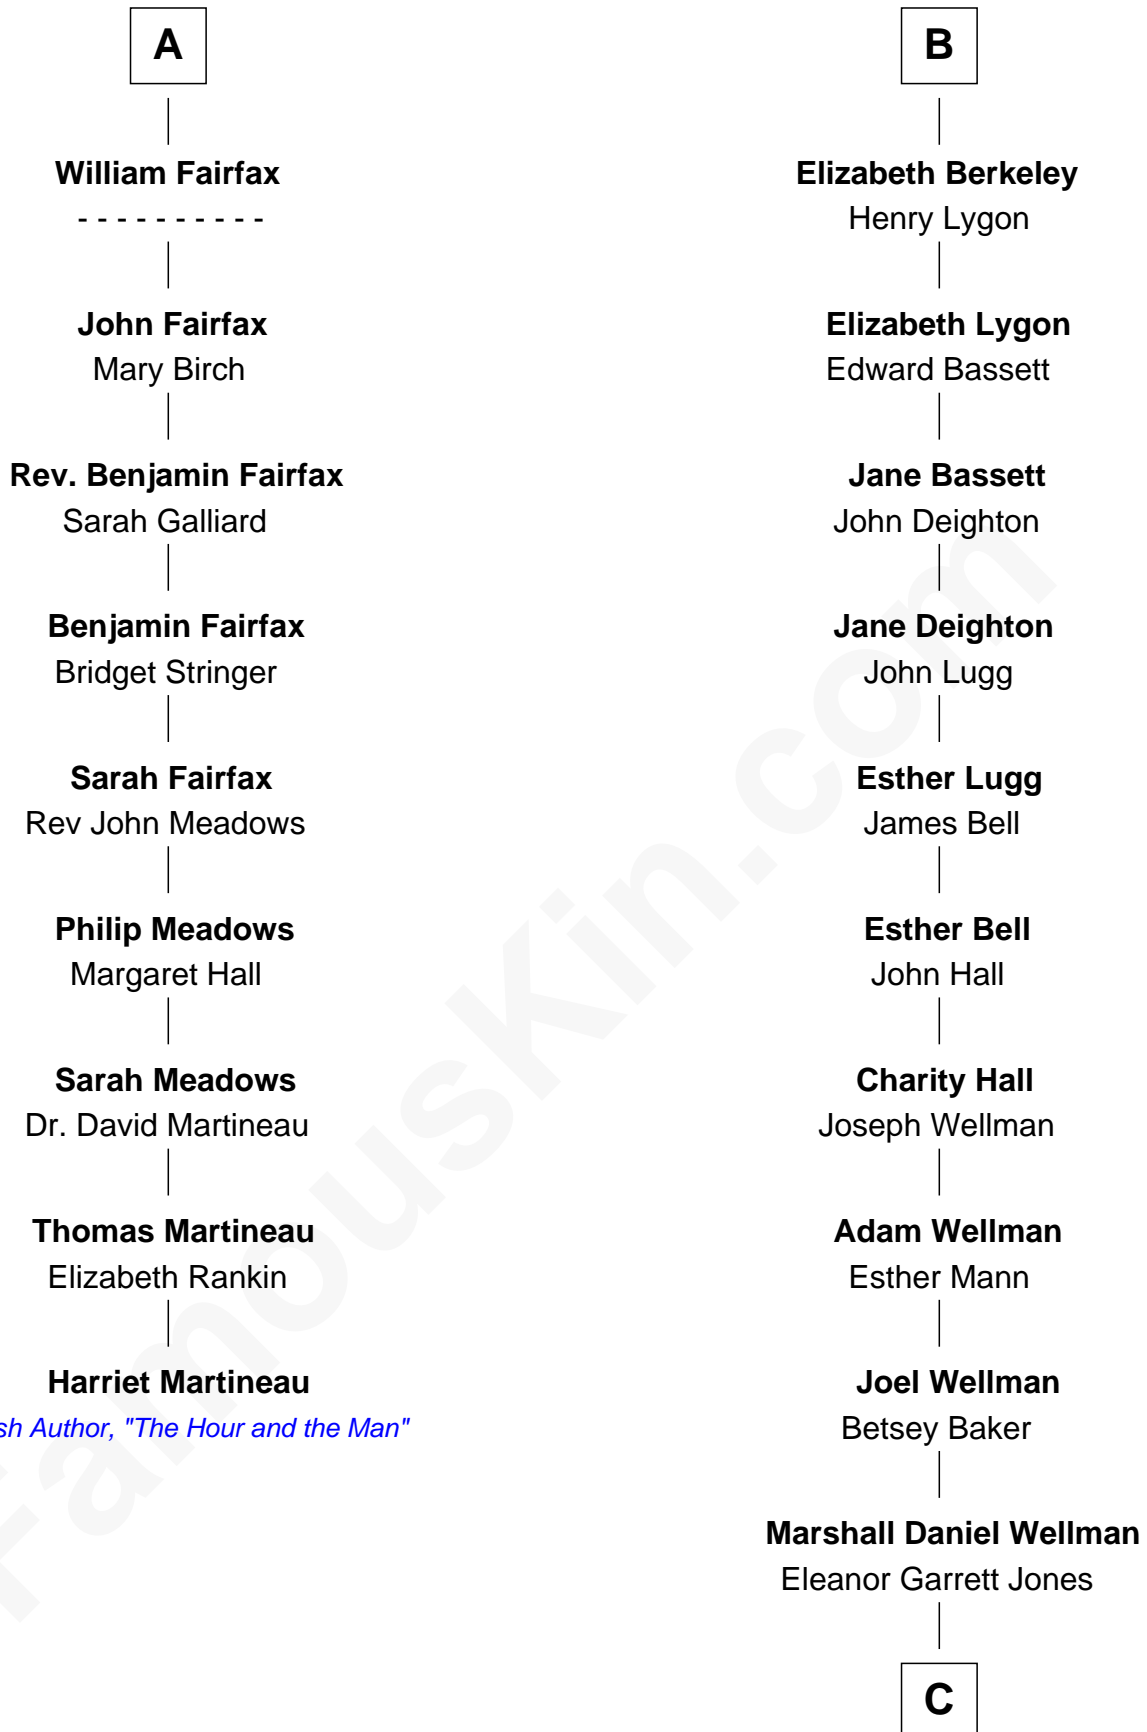 A
William Fairfax
- - - - - - - - - -
John Fairfax
Mary Birch
Rev. Benjamin Fairfax
Sarah Galliard
Benjamin Fairfax
Bridget Stringer
Sarah Fairfax
Rev John Meadows
Philip Meadows
Margaret Hall
Sarah Meadows
Dr. David Martineau
Thomas Martineau
Elizabeth Rankin
Harriet Martineau
sh Author, "The Hour and the Man"
B
Elizabeth Berkeley
Henry Lygon
Elizabeth Lygon
Edward Bassett
Jane Bassett
John Deighton
Jane Deighton
John Lugg
Esther Lugg
James Bell
Esther Bell
John Hall
Charity Hall
Joseph Wellman
Adam Wellman
Esther Mann
Joel Wellman
Betsey Baker
Marshall Daniel Wellman
Eleanor Garrett Jones
C
FamousKin.com